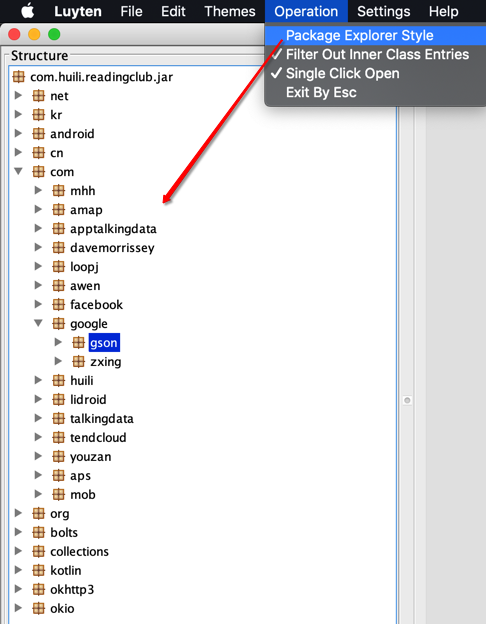 Luyten File Edit Themes Operation Settings Help
Package Explorer Style
Structure
✓ Filter Out Inner Class Entries
com.huili.readingclub.jar
✓ Single Click Open
net
Exit By Esc
kr
android
cn
com
mhh
amap
apptalkingdata
davemorrissey
loopj
awen
facebook
google
gson
zxing
huili
lidroid
talkingdata
tendcloud
youzan
aps
mob
org
bolts
collections
kotlin
okhttp3
okio